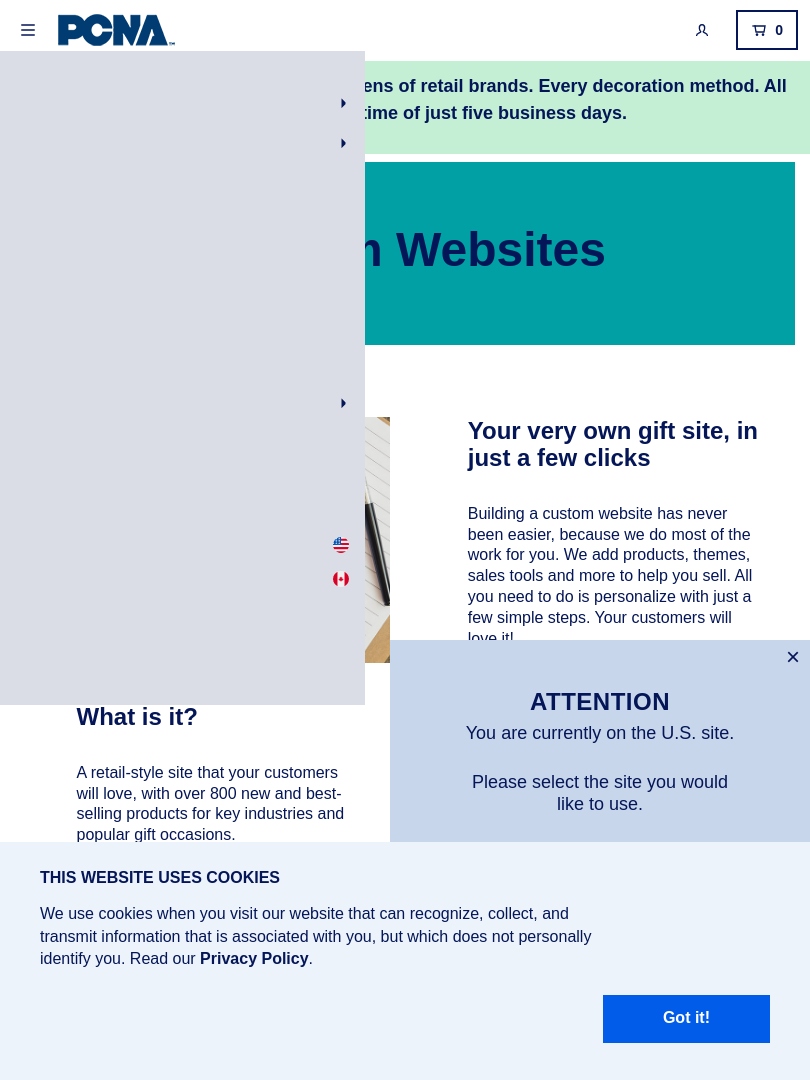 PCNA
0
ens of retail brands. Every decoration method. All
time of just five business days.
Websites
Your very own gift site, in
just a few clicks
Building a custom website has never
been easier, because we do most of the
work for you. We add products, themes,
sales tools and more to help you sell. All
you need to do is personalize with just a
few simple steps. Your customers will
love it!
What is it?
A retail-style site that your customers
will love, with over 800 new and best-
selling products for key industries and
popular gift occasions.
ATTENTION
You are currently on the U.S. site.
Please select the site you would
like to use.
THIS WEBSITE USES COOKIES
We use cookies when you visit our website that can recognize, collect, and
transmit information that is associated with you, but which does not personally
identify you. Read our Privacy Policy.
Got it!